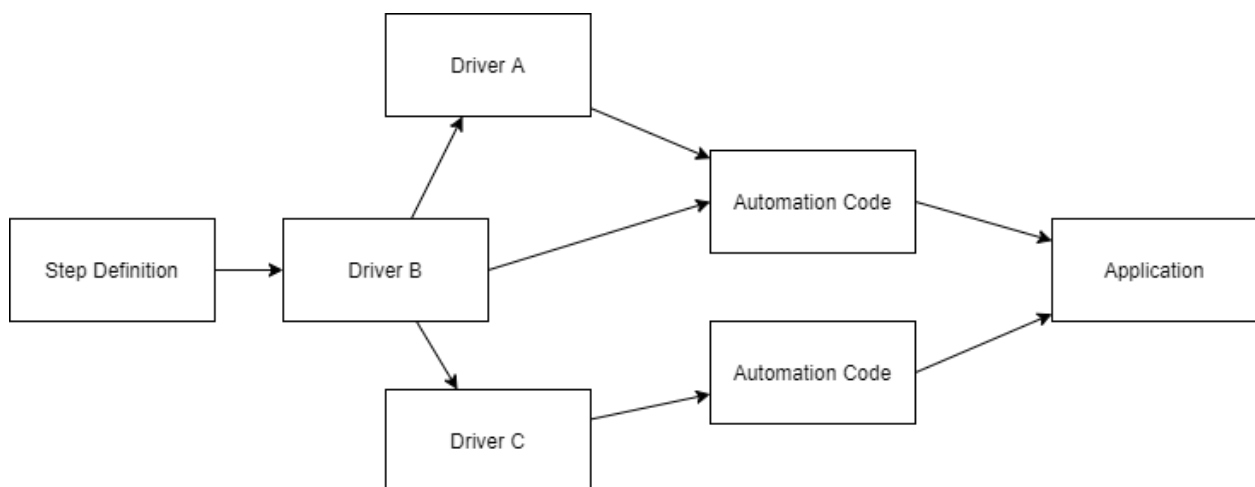 Driver A
Automation Code
Step Definition
Driver B
Application
Automation Code
Driver C